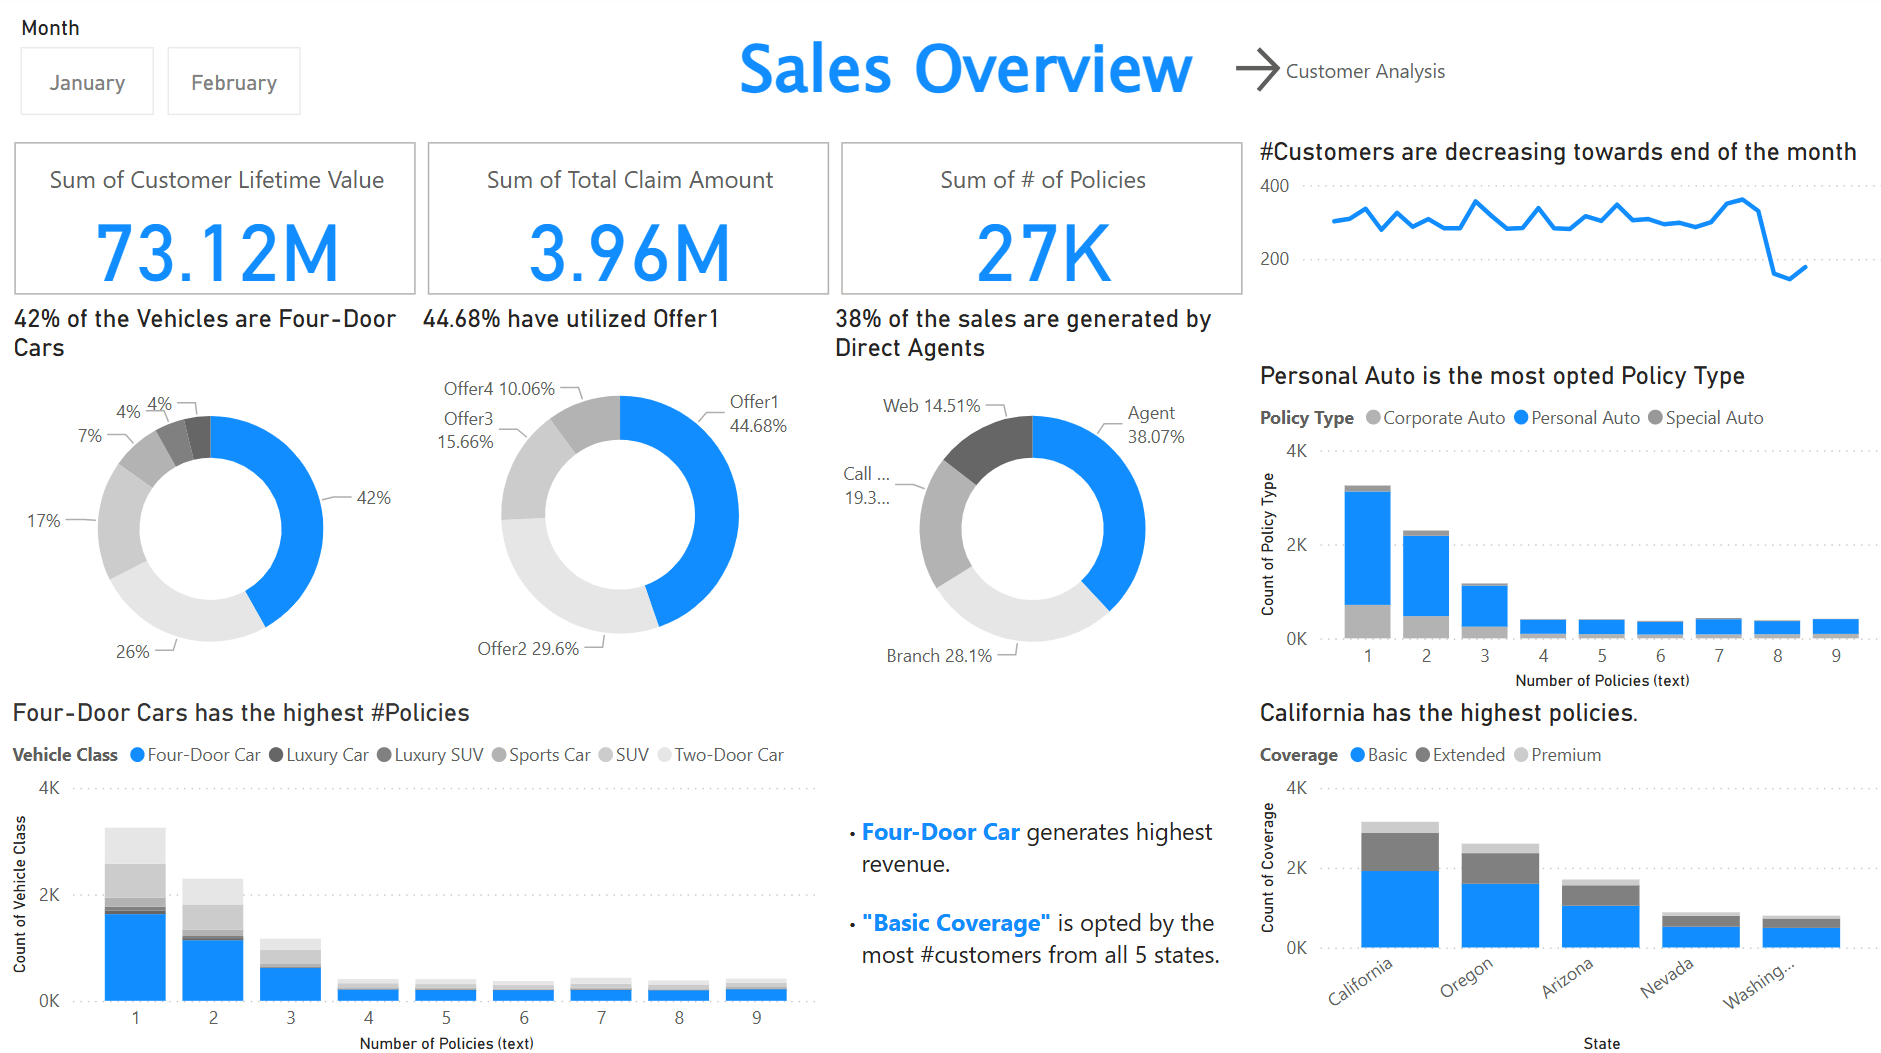 Month
January
February
Sales Overview
Customer Analysis
Sum of Customer Lifetime Value
73.12M
Sum of Total Claim Amount
3.96M
Sum of # of Policies
27K
#Customers are decreasing towards end of the month
400
200
42% of the Vehicles are Four-Door
Cars
4%
4%
7%
17%
26%
42%
44.68% have utilized Offer1
Offer4 10.06%
Offer3
15.66%
Offer1
44.68%
Offer2 29.6%
38% of the sales are generated by
Direct Agents
Web 14.51%
Agent
38.07%
Call ...
19.3...
Branch 28.1%
Personal Auto is the most opted Policy Type
Policy Type Corporate Auto Personal Auto Special Auto
Count of Policy Type
4K
2K
0K
1 2 3 4 5 6 7 8 9
Number of Policies (text)
Four-Door Cars has the highest #Policies
Vehicle Class Four-Door Car Luxury Car Luxury SUV Sports Car SUV Two-Door Car
Count of Vehicle Class
4K
2K
0K
1 2 3 4 5 6 7 8 9
Number of Policies (text)
• Four-Door Car generates highest
revenue.
• "Basic Coverage" is opted by the
most #customers from all 5 states.
California has the highest policies.
Coverage Basic Extended Premium
Count of Coverage
4K
2K
0K
California Oregon Arizona Nevada Washing...
State